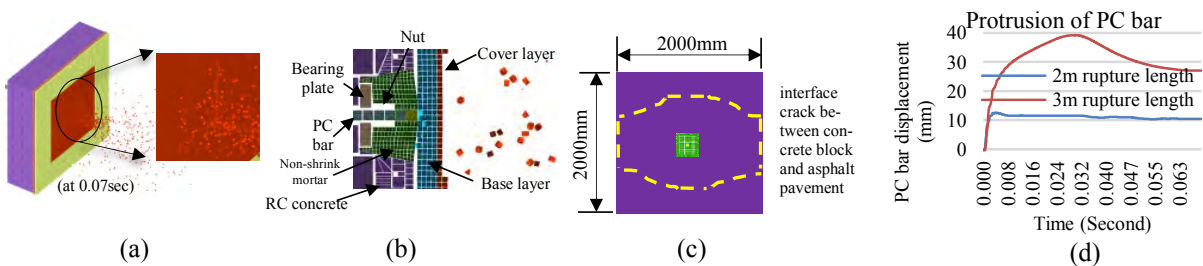 (at 0.07sec)
(a)
Nut
Cover layer
Bearing
plate
PC
bar
Non-shrink
mortar
RC concrete
Base layer
(b)
2000mm
2000mm
interface
crack be-
tween con-
crete block
and asphalt
pavement
(c)
Protrusion of PC bar
PC bar displacement
(mm)
40
30
20
10
0
2m rupture length
3m rupture length
0.000
0.008
0.016
0.024
0.032
0.040
0.047
0.055
0.063
Time (Second)
(d)